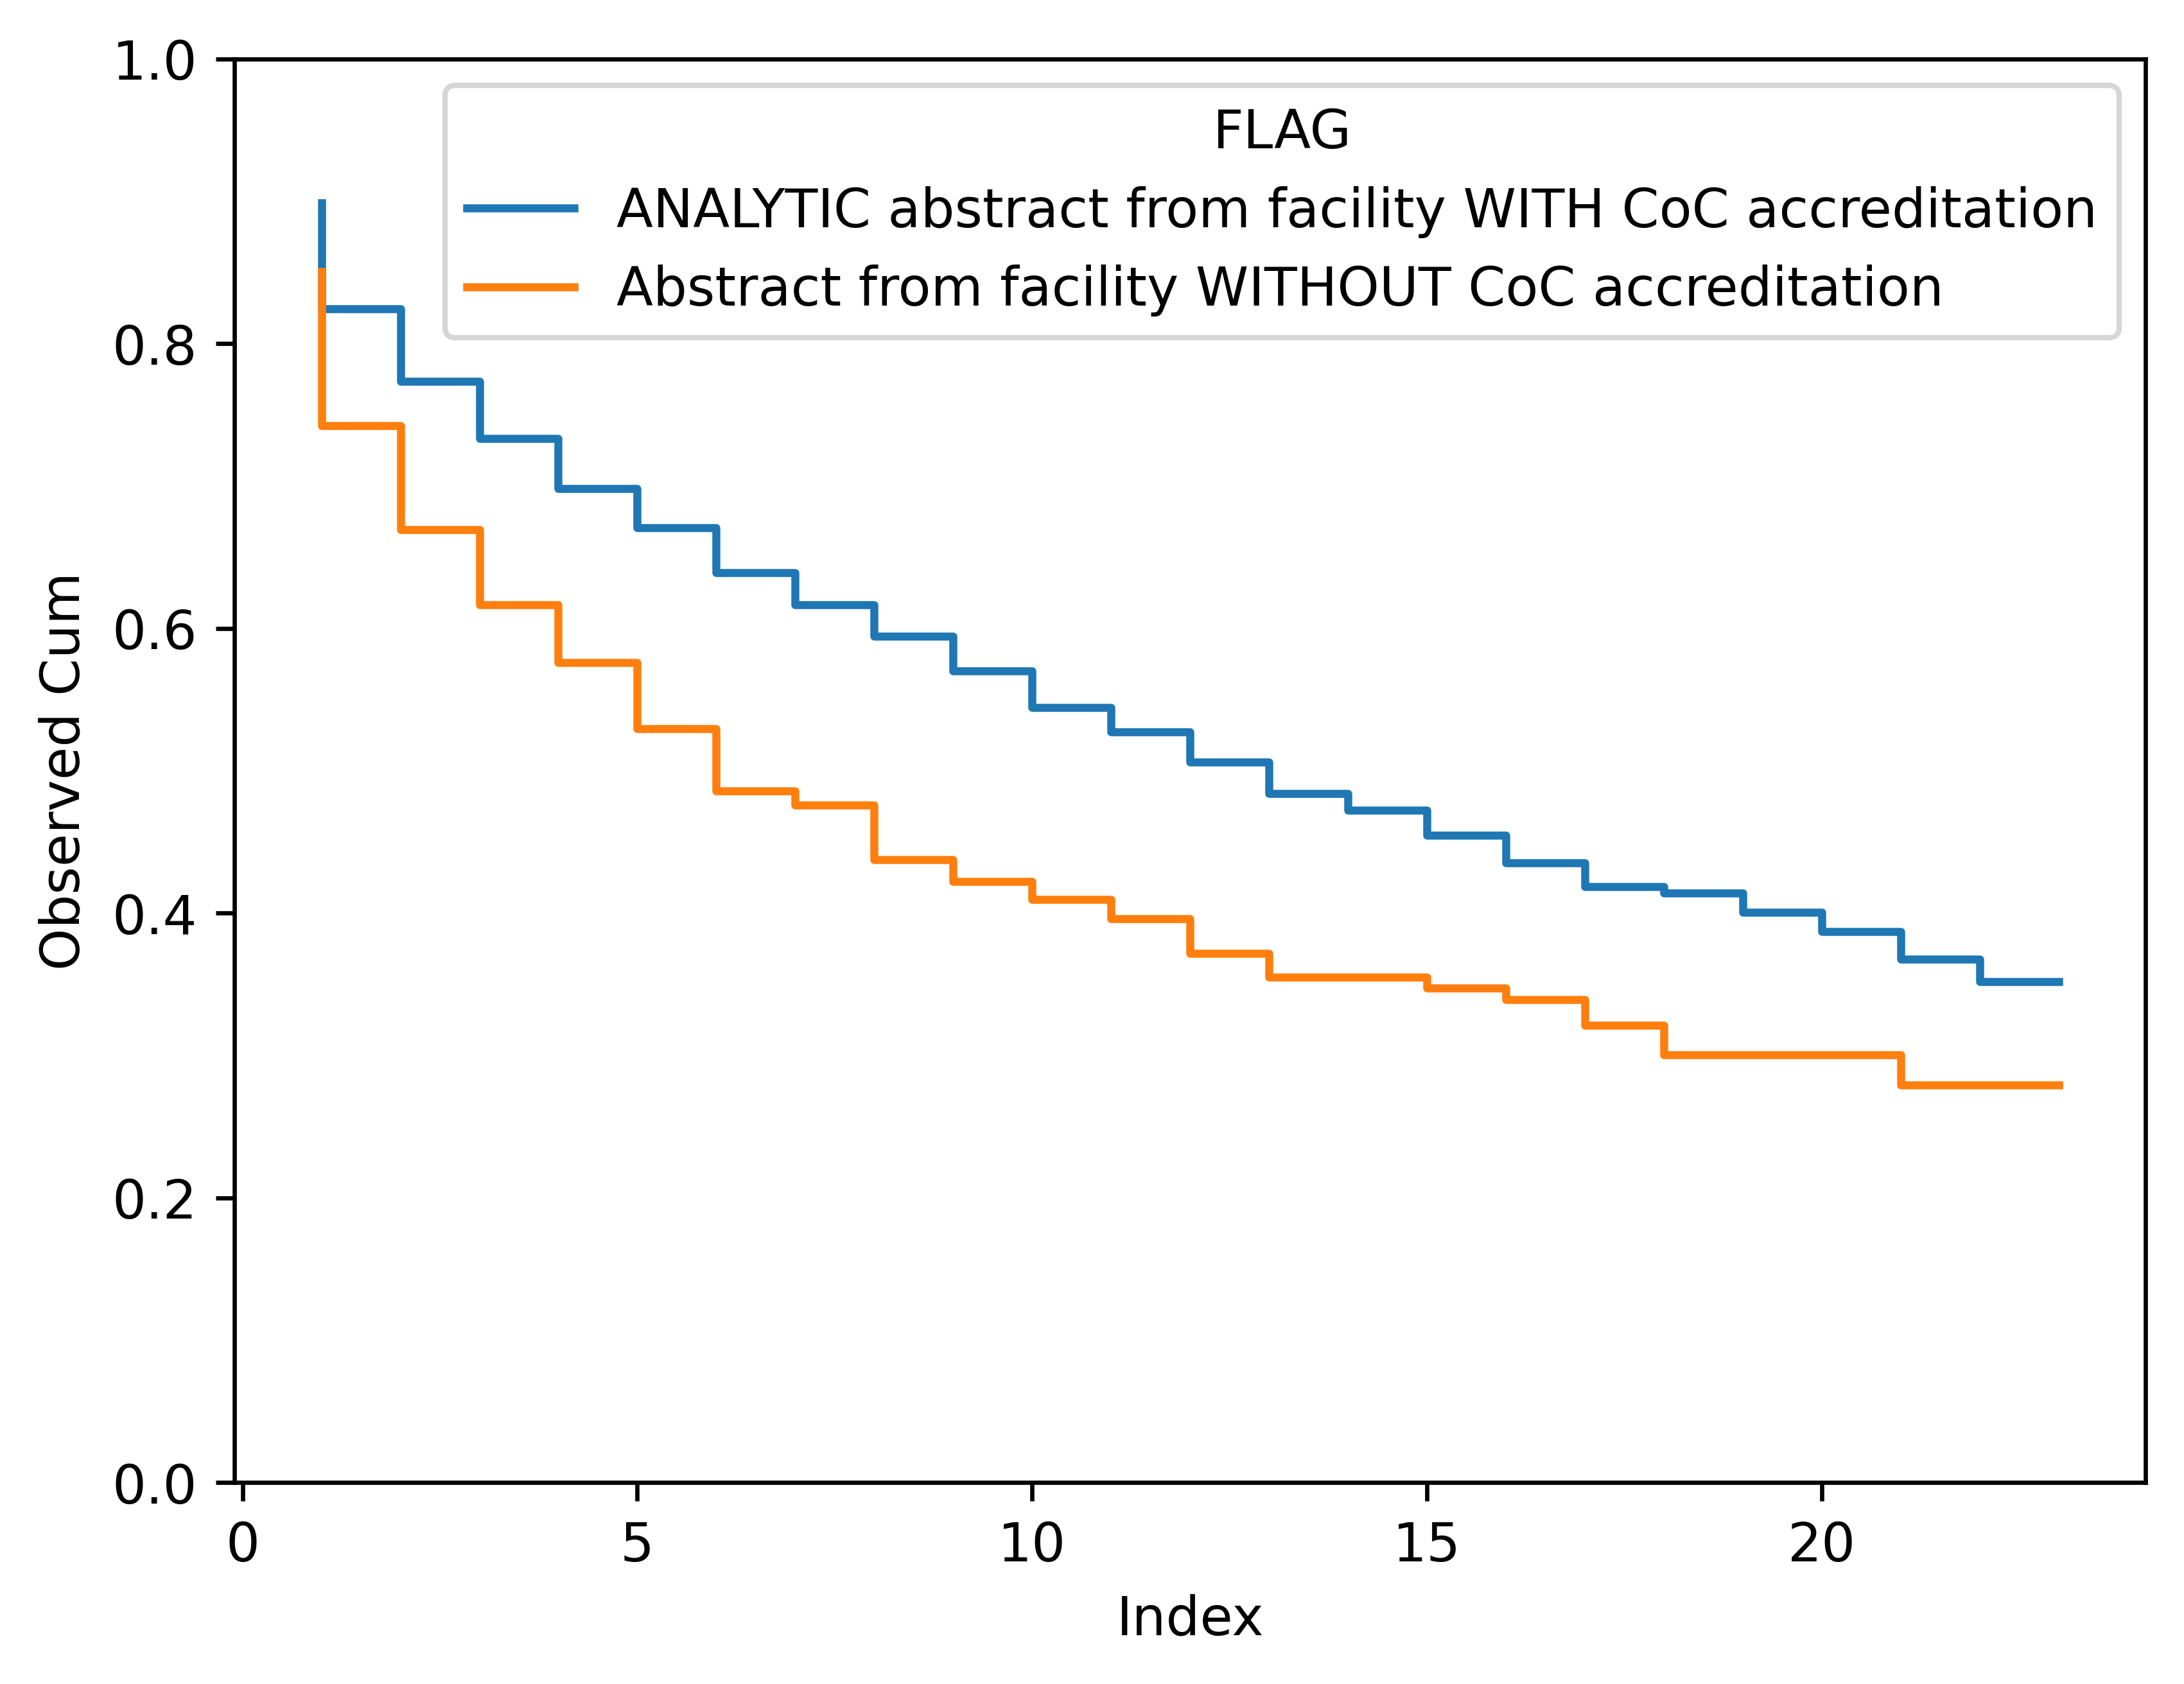 1.0
0.8
0.6
0.4
0.2
0.0
Observed Cum
FLAG
ANALYTIC abstract from facility WITH CoC accreditation
Abstract from facility WITHOUT CoC accreditation
0 5 10 15 20
Index